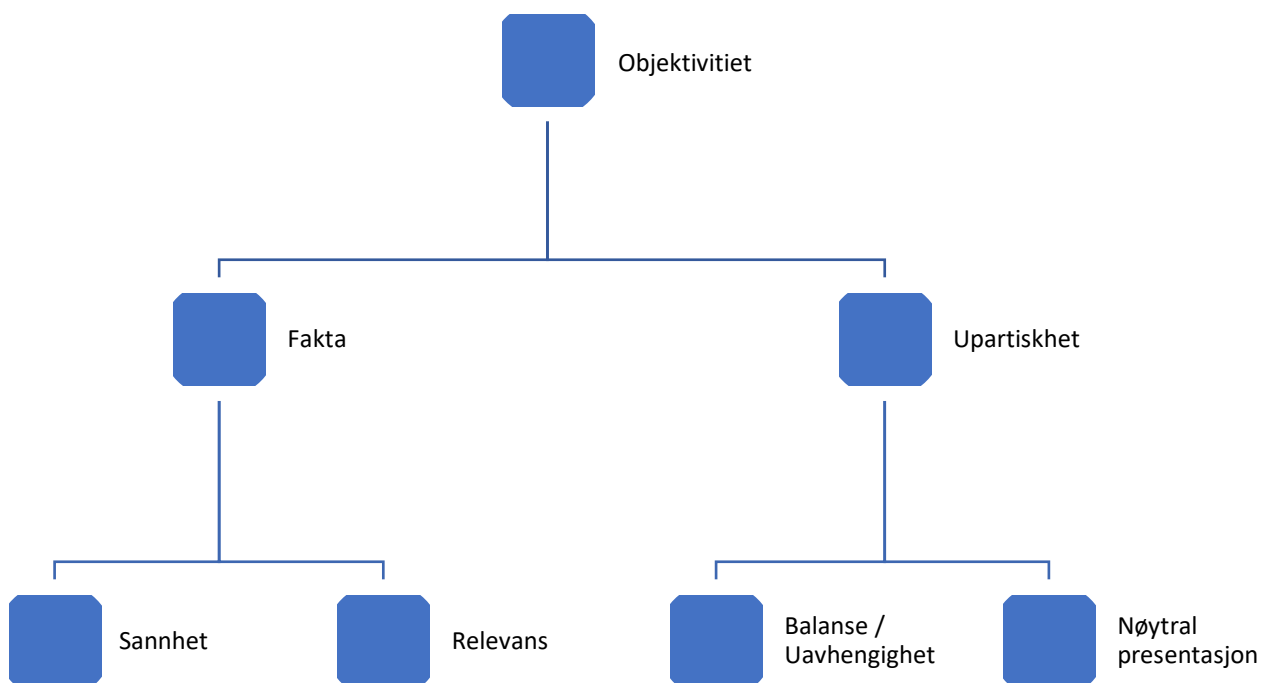 Objektivitiet
Fakta
Upartiskhet
Sannhet
Relevans
Balanse /
Uavhengighet
Nøytral
presentasjon